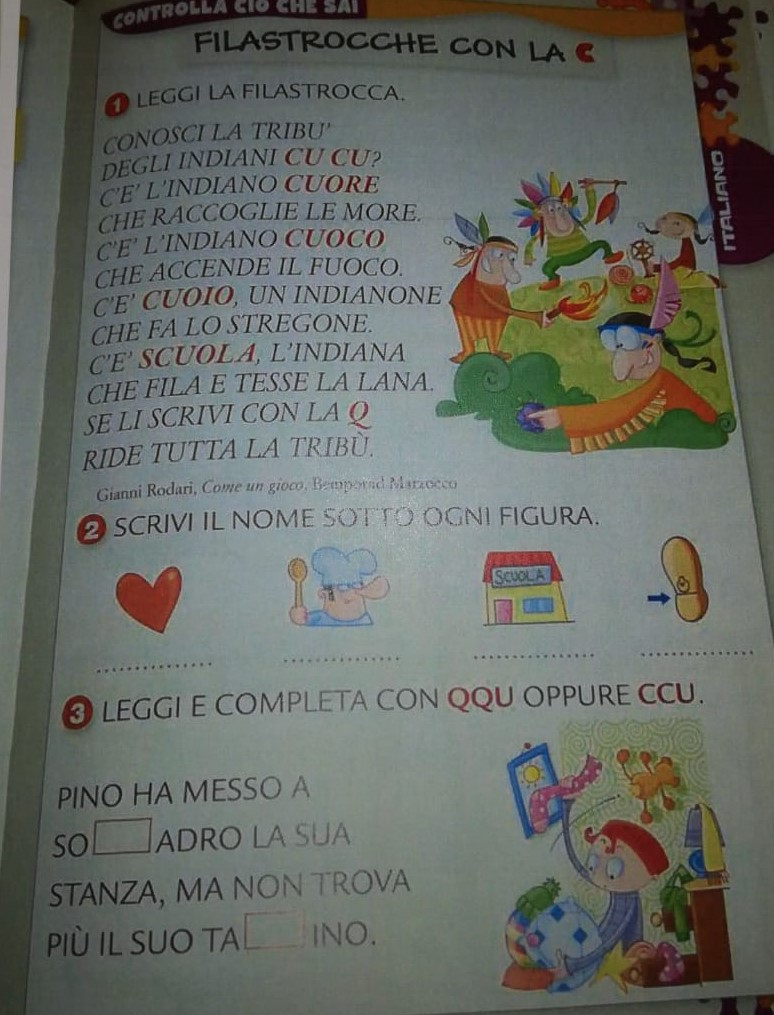 CONTROLLA CIÒ CHE SAI
FILASTROCCHE CON LA C
1 LEGGI LA FILASTROCCA.
CONOSCI LA TRIBU'
DEGLI INDIANI CU CU?
C'E' L'INDIANO CUORE
CHE RACCOGLIE LE MORE.
C'E' L'INDIANO CUOCO
CHE ACCENDE IL FUOCO.
C'E' CUOIO, UN INDIANONE
CHE FA LO STREGONE.
C'E' SCUOLA, L'INDIANA
CHE FILA E TESSE LA LANA.
SE LI SCRIVI CON LA Q
RIDE TUTTA LA TRIBÙ.
Gianni Rodari, Come un gioco, Bemporad Marzocco
ITALIANO
2 SCRIVI IL NOME SOTTO OGNI FIGURA.
SCUOLA
3 LEGGI E COMPLETA CON QQU OPPURE CCU.
PINO HA MESSO A
SO ADRO LA SUA
STANZA, MA NON TROVA
PIÙ IL SUO TA INO.